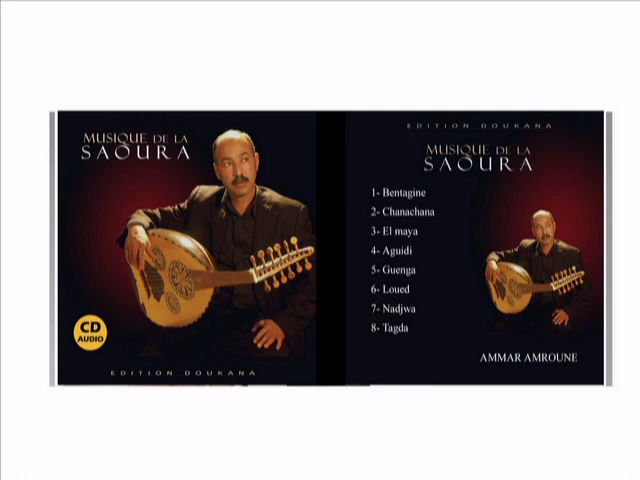 MUSIQUE DE LA
SAOURA
CD
AUDIO
EDITION DOUKANA
EDITION DOUKANA
MUSIQUE DE LA
SAOURA
1- Bentagine
2- Chanachana
3- El maya
4- Aguidi
5- Guenga
6- Loued
7- Nadjwa
8- Tagda
AMMAR AMROUNE